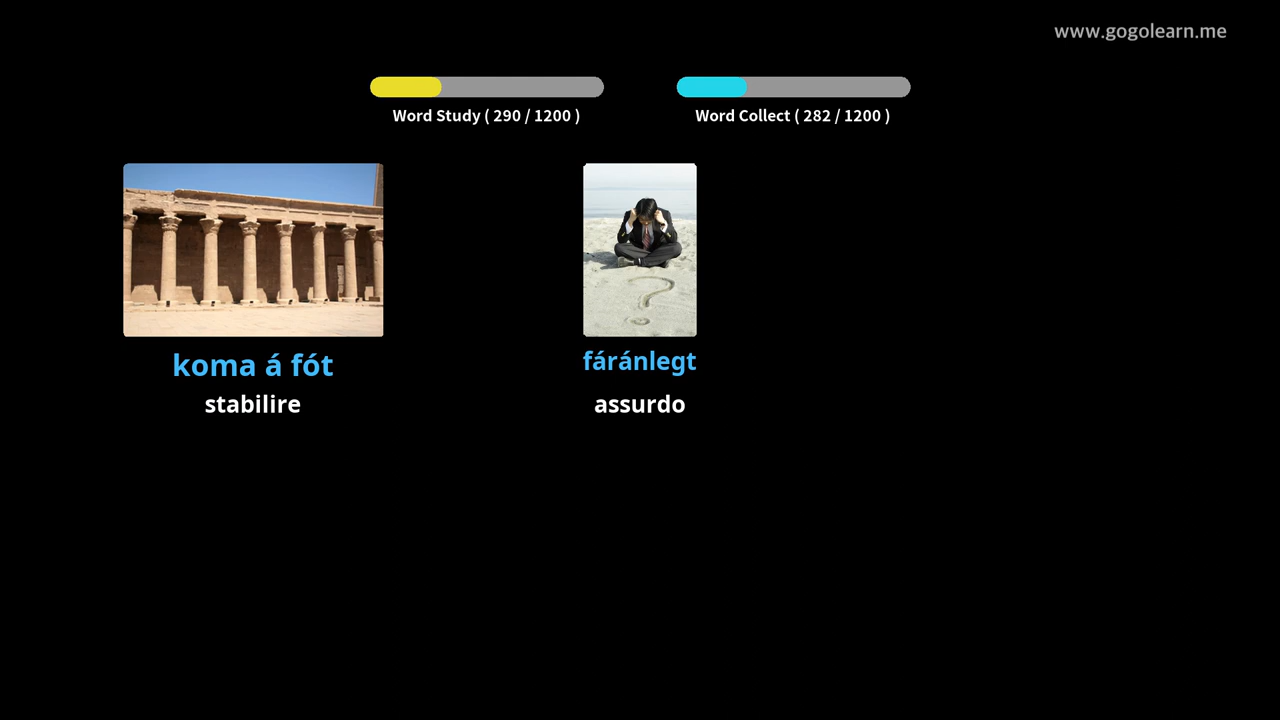 www.gogolearn.me
Word Study ( 290 / 1200 )
Word Collect ( 282 / 1200 )
koma á fót
stabilire
fáránlegt
assurdo